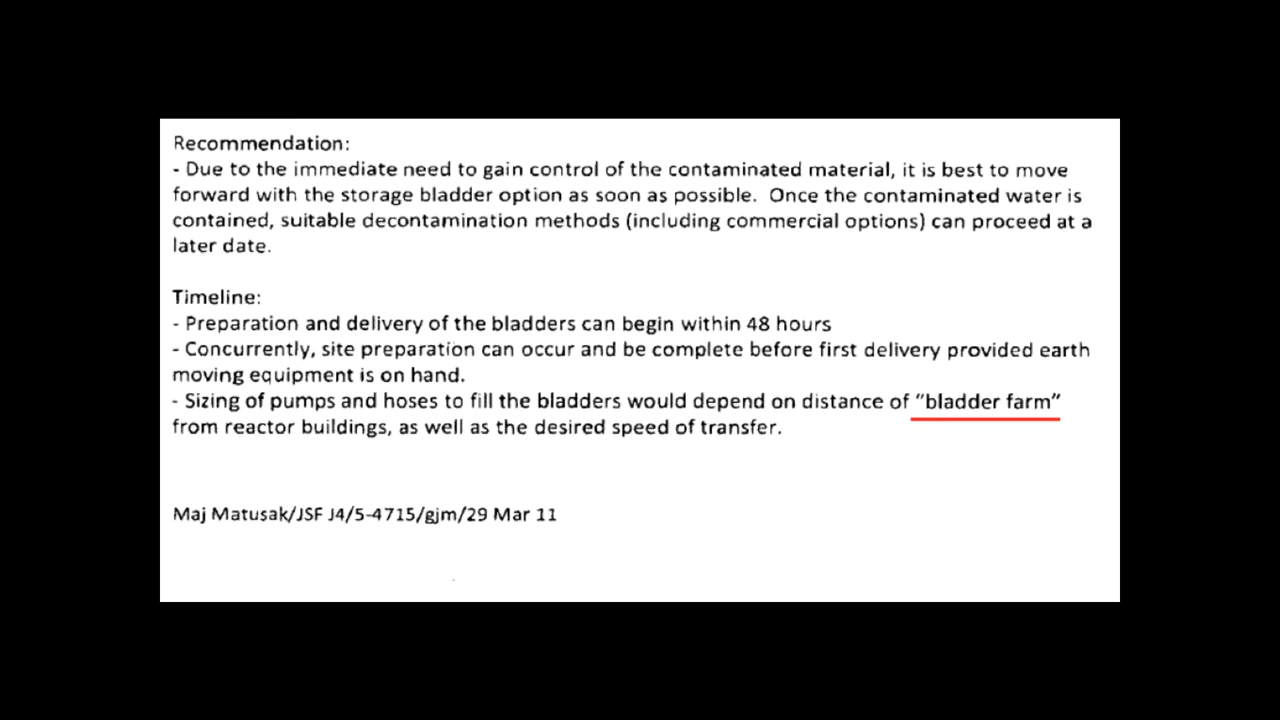 Recommendation:
- Due to the immediate need to gain control of the contaminated material, it is best to move
forward with the storage bladder option as soon as possible.  Once the contaminated water is
contained, suitable decontamination methods (including commercial options) can proceed at a
later date.
Timeline:
- Preparation and delivery of the bladders can begin within 48 hours
- Concurrently, site preparation can occur and be complete before first delivery provided earth
moving equipment is on hand.
- Sizing of pumps and hoses to fill the bladders would depend on distance of "bladder farm"
from reactor buildings, as well as the desired speed of transfer.
Maj Matusak/JSF J4/5-4715/gjm/29 Mar 11